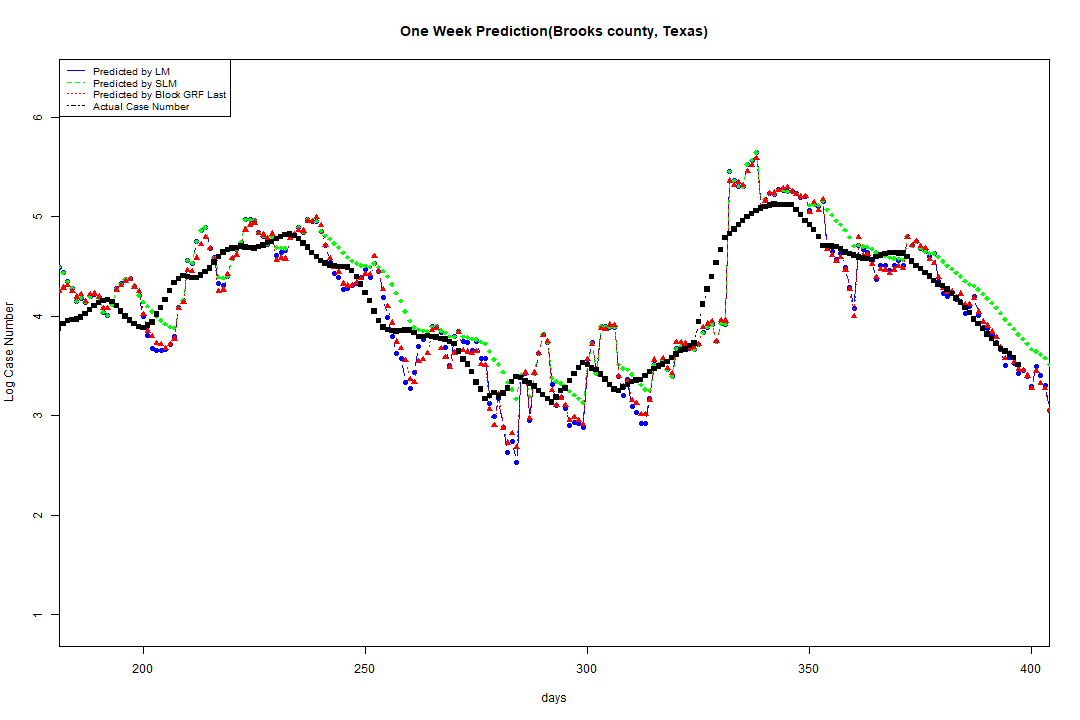 One Week Prediction(Brooks county, Texas)
Predicted by LM
Predicted by SLM
Predicted by Block GRF Last
Actual Case Number
6
5
4
3
2
1
Log Case Number
200 250 300 350 400
days